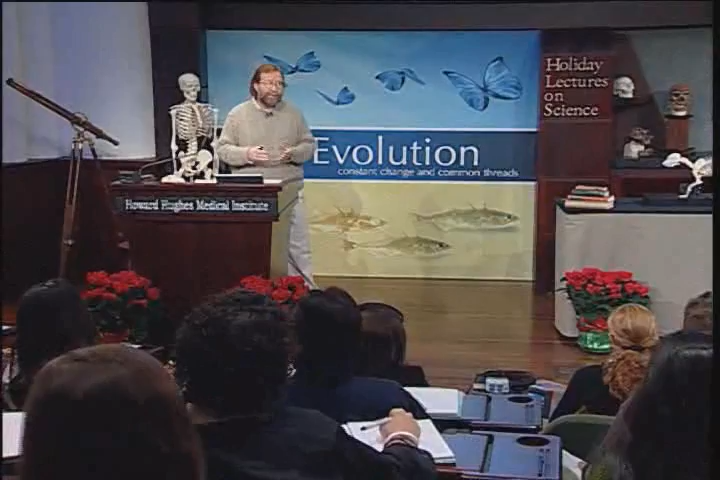 Holiday
Lectures
on
Science
Evolution
constant change and common threads
Howard Hughes Medical Institute